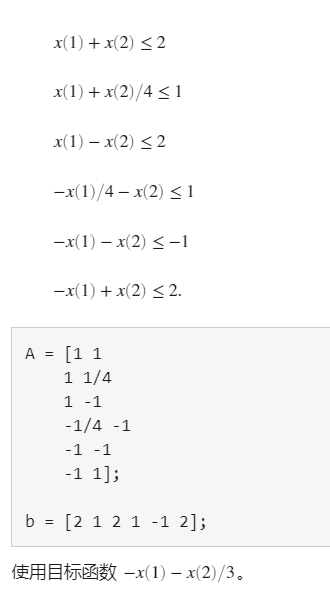 x(1) + x(2) ≤ 2
x(1) + x(2)/4 ≤ 1
x(1) − x(2) ≤ 2
−x(1)/4 − x(2) ≤ 1
−x(1) − x(2) ≤ −1
−x(1) + x(2) ≤ 2.
A = [1 1
1 1/4
1 -1
-1/4 -1
-1 -1
-1 1];
b = [2 1 2 1 -1 2];
使用目标函数 −x(1) − x(2)/3。